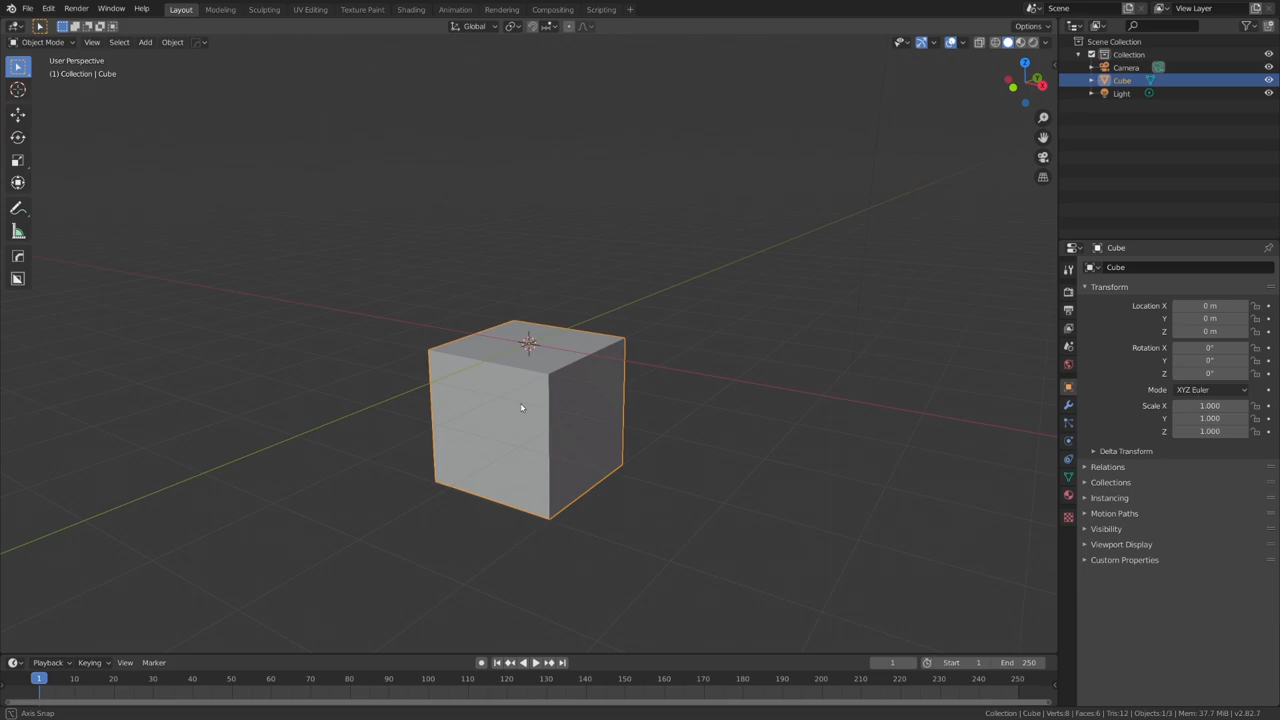 File Edit Render Window Help Layout Modeling Sculpting UV Editing Texture Paint Shading Animation Rendering Compositing Scripting + Scene View Layer
Global Options
Object Mode View Select Add Object
User Perspective
(1) Collection | Cube
Z
Y
X
Scene Collection
Collection
Camera
Cube
Light
Cube
Cube
Transform
Location X 0 m
Y 0 m
Z 0 m
Rotation X 0°
Y 0°
Z 0°
Mode XYZ Euler
Scale X 1.000
Y 1.000
Z 1.000
Delta Transform
Relations
Collections
Instancing
Motion Paths
Visibility
Viewport Display
Custom Properties
Playback Keying View Marker 1 Start 1 End 250
1 10 20 30 40 50 60 70 80 90 100 110 120 130 140 150 160 170 180 190 200 210 220 230 240 250
Axis Snap Collection | Cube | Verts:8 | Faces:6 | Tris:12 | Objects:1/3 | Mem: 37.7 MiB | v2.82.7